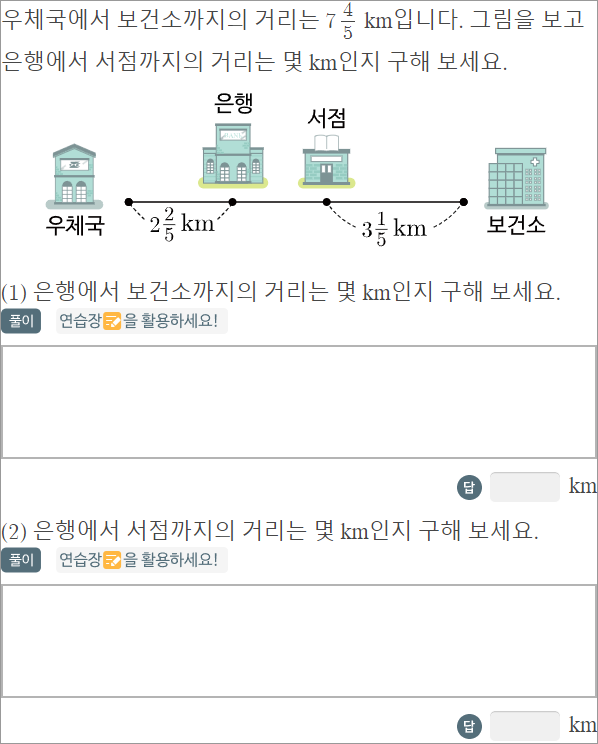 우체국에서 보건소까지의 거리는 7 4/5 km입니다. 그림을 보고
은행에서 서점까지의 거리는 몇 km인지 구해 보세요.
은행
서점
우체국
2 2/5 km
3 1/5 km
보건소
(1) 은행에서 보건소까지의 거리는 몇 km인지 구해 보세요.
풀이 연습장을 활용하세요!
답 km
(2) 은행에서 서점까지의 거리는 몇 km인지 구해 보세요.
풀이 연습장을 활용하세요!
답 km